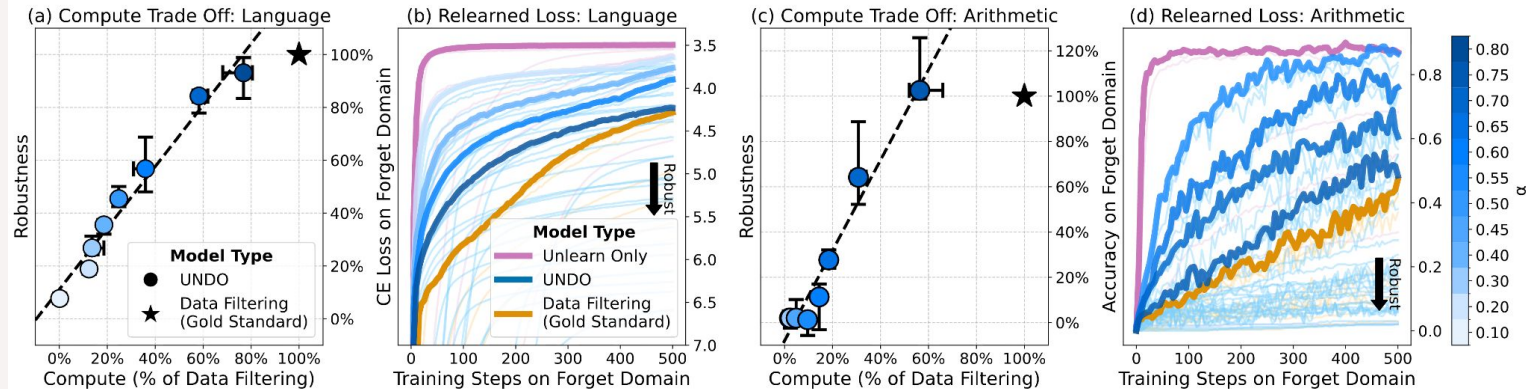 (a) Compute Trade Off: Language
Robustness
100%
80%
60%
40%
20%
0%
Model Type
UNDO
Data Filtering
(Gold Standard)
0% 20% 40% 60% 80% 100%
Compute (% of Data Filtering)
(b) Relearned Loss: Language
CE Loss on Forget Domain
3.5
4.0
4.5
5.0
5.5
6.0
6.5
7.0
Robust
Model Type
Unlearn Only
UNDO
Data Filtering
(Gold Standard)
0 100 200 300 400 500
Training Steps on Forget Domain
(c) Compute Trade Off: Arithmetic
Robustness
120%
100%
80%
60%
40%
20%
0%
0% 20% 40% 60% 80% 100%
Compute (% of Data Filtering)
(d) Relearned Loss: Arithmetic
Accuracy on Forget Domain
0.8
0.6
0.4
0.2
0.0
Robust
0 100 200 300 400 500
Training Steps on Forget Domain
0.80
0.75
0.70
0.65
0.60
0.55
0.50
0.45
0.40
0.35
0.30
0.20
0.10
α